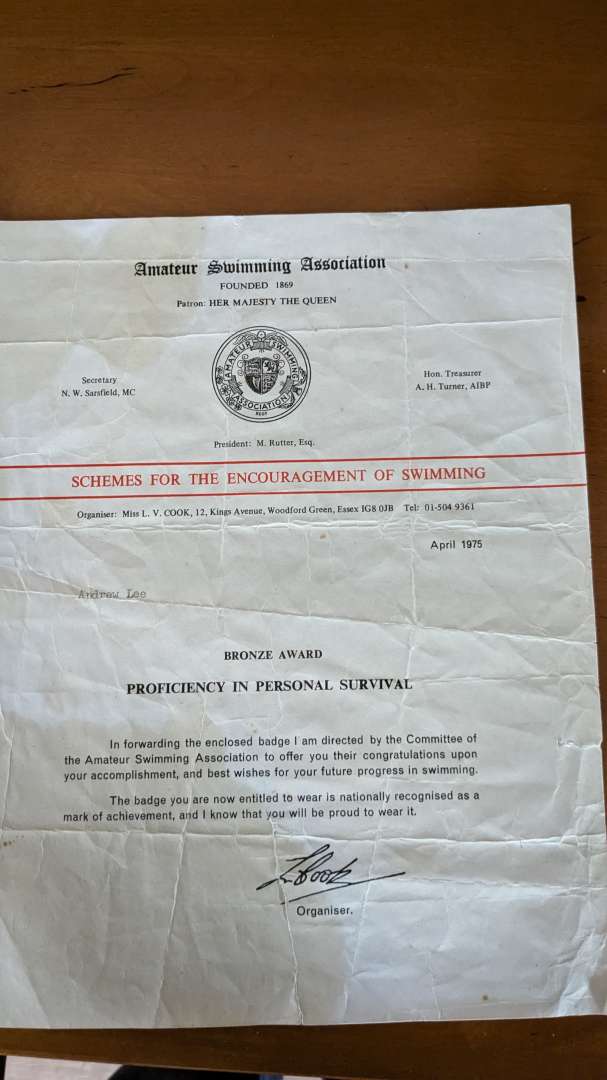 Amateur Swimming Association
FOUNDED 1869
Patron: HER MAJESTY THE QUEEN
AMATEUR SWIMMING
ASSOCIATION
Secretary
N. W. Sarsfield, MC
Hon. Treasurer
A. H. Turner, AIBP
President: M. Rutter, Esq.
SCHEMES FOR THE ENCOURAGEMENT OF SWIMMING
Organiser: Miss L. V. COOK, 12, Kings Avenue, Woodford Green, Essex IG8 0JB Tel: 01-504 9361
April 1975
Andrew Lee
BRONZE AWARD
PROFICIENCY IN PERSONAL SURVIVAL
In forwarding the enclosed badge I am directed by the Committee of
the Amateur Swimming Association to offer you their congratulations upon
your accomplishment, and best wishes for your future progress in swimming.
The badge you are now entitled to wear is nationally recognised as a
mark of achievement, and I know that you will be proud to wear it.
Cook
Organiser.